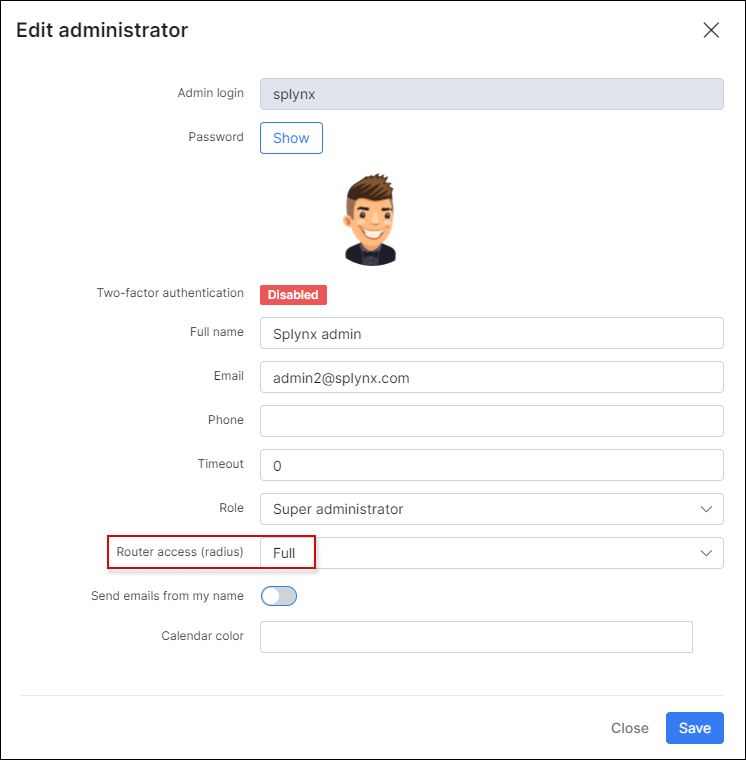 Edit administrator
Admin login splynx
Password Show
Two-factor authentication Disabled
Full name Splynx admin
Email admin2@splynx.com
Phone
Timeout 0
Role Super administrator
Router access (radius) Full
Send emails from my name
Calendar color
Close Save